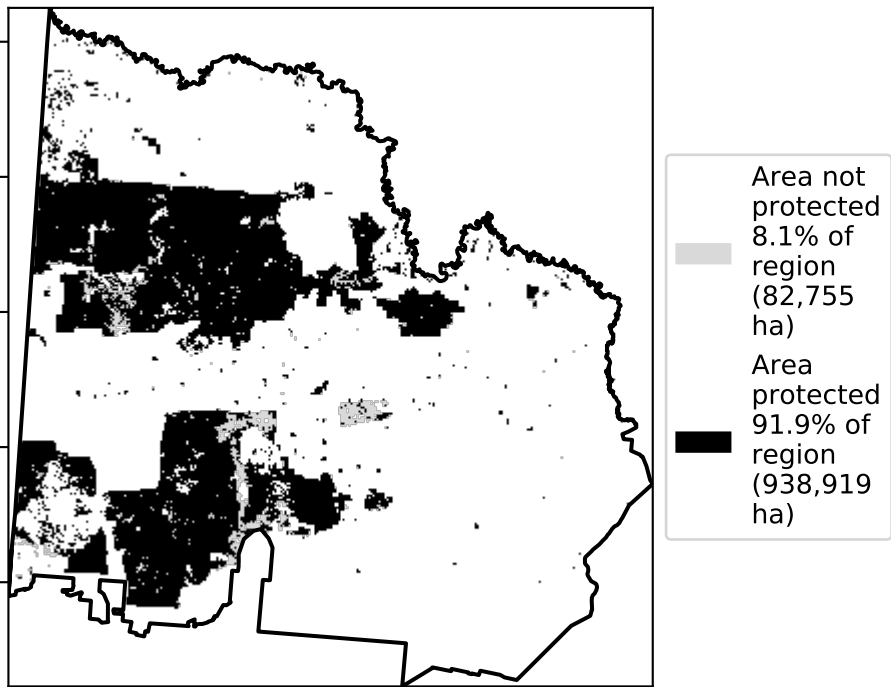 Area not
protected
8.1% of
region
(82,755
ha)
Area
protected
91.9% of
region
(938,919
ha)